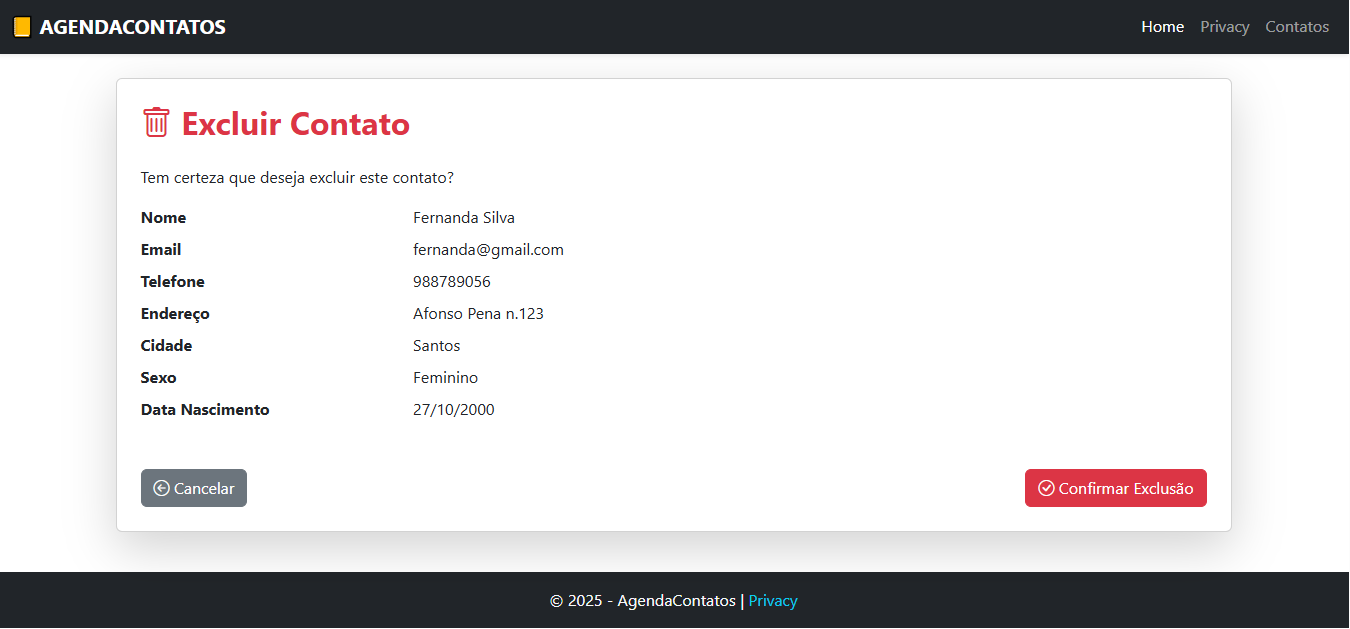 AGENDACONTATOS
Home Privacy Contatos
Excluir Contato
Tem certeza que deseja excluir este contato?
Nome Fernanda Silva
Email fernanda@gmail.com
Telefone 988789056
Endereço Afonso Pena n.123
Cidade Santos
Sexo Feminino
Data Nascimento 27/10/2000
Cancelar Confirmar Exclusão
© 2025 - AgendaContatos | Privacy